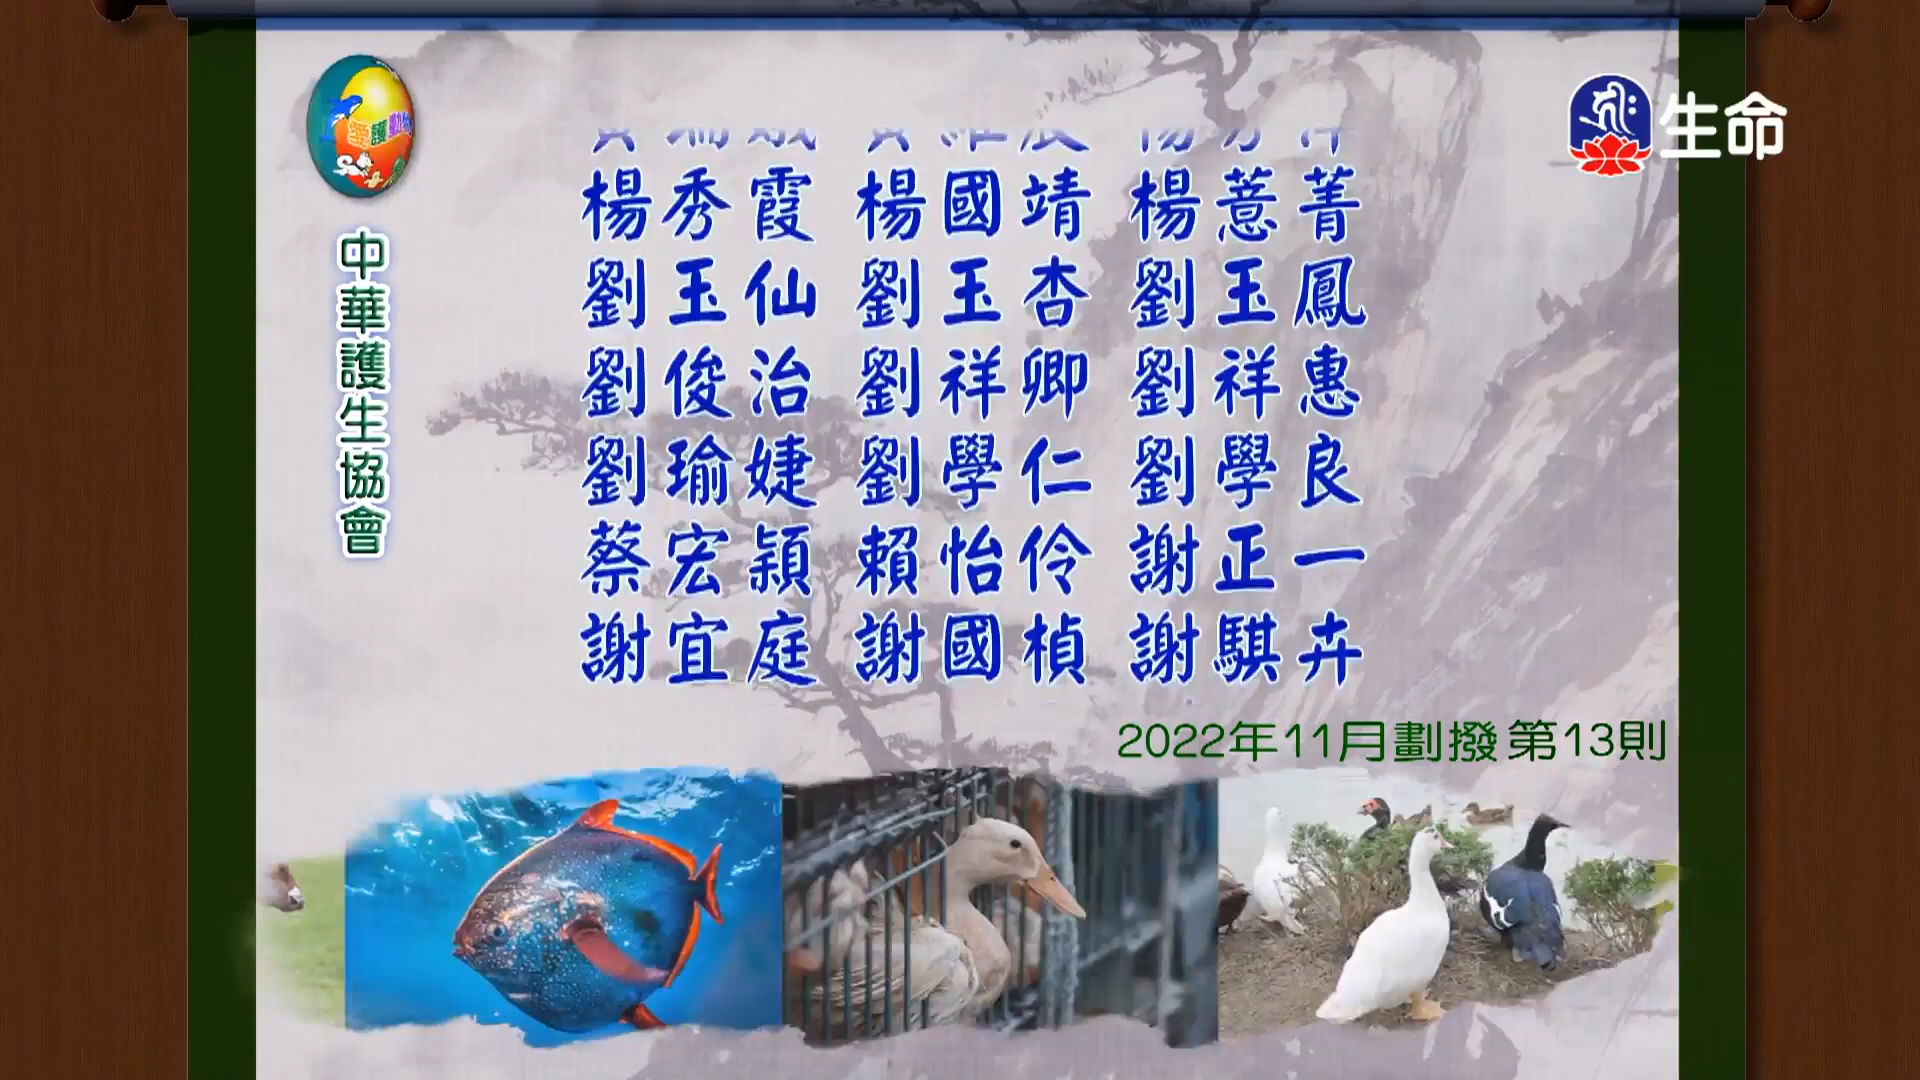 愛護動物
生命
中華護生協會
楊秀霞 楊國靖 楊薏菁
劉玉仙 劉玉杏 劉玉鳳
劉俊治 劉祥卿 劉祥惠
劉瑜婕 劉學仁 劉學良
蔡宏穎 賴怡伶 謝正一
謝宜庭 謝國楨 謝騏卉
2022年11月劃撥第13則